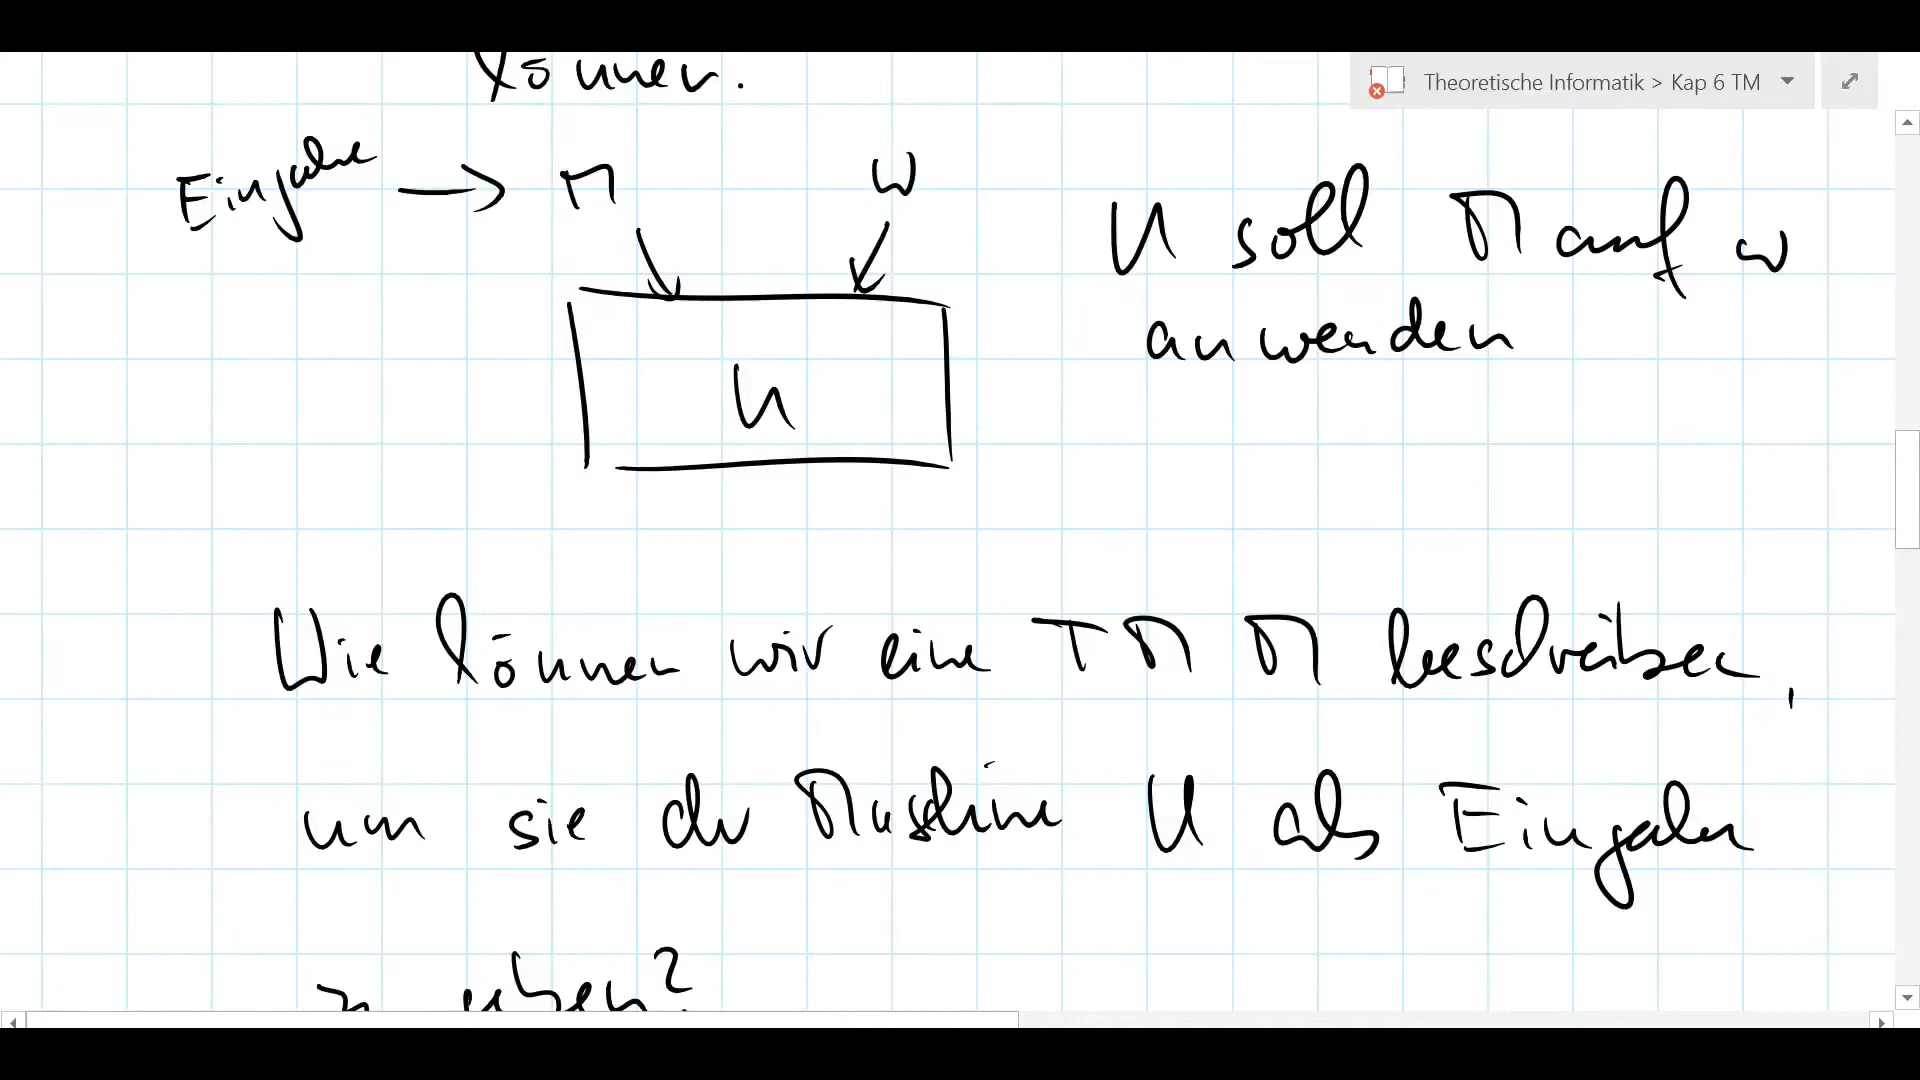 können.
Theoretische Informatik > Kap 6 TM
Eingabe → M w
U soll M auf w
anwenden
U
Wie können wir eine TM M beschreiben,
um sie der Maschine U als Eingabe
zu geben?